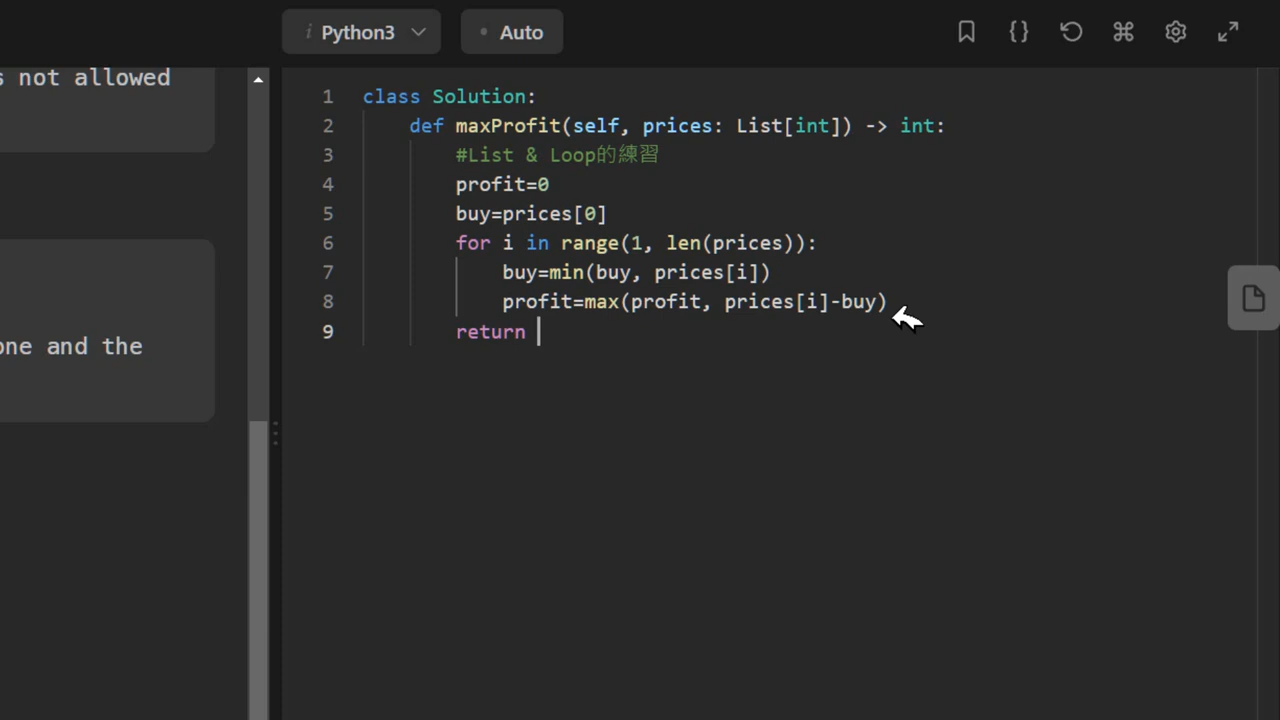 Python3
Auto
s not allowed
one and the
1 class Solution:
2 def maxProfit(self, prices: List[int]) -> int:
3 #List & Loop的練習
4 profit=0
5 buy=prices[0]
6 for i in range(1, len(prices)):
7 buy=min(buy, prices[i])
8 profit=max(profit, prices[i]-buy)
9 return